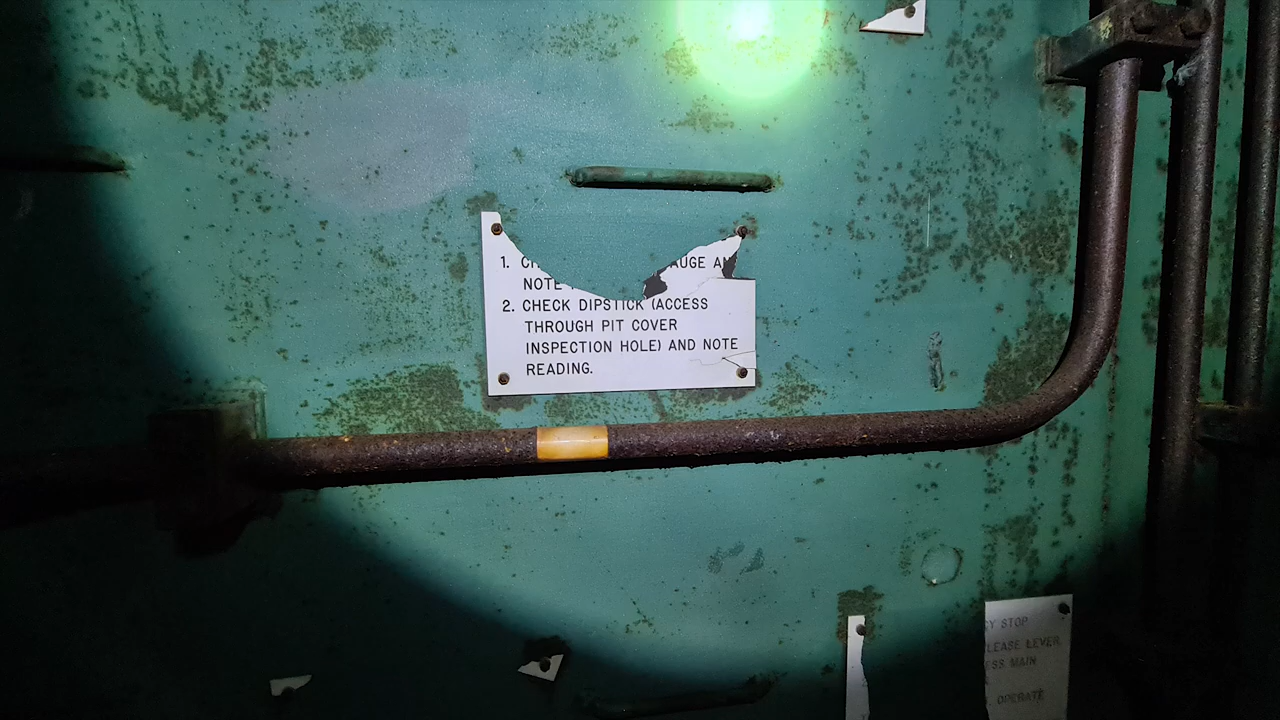 1. CH AUGE AN
NOTE
2. CHECK DIPSTICK (ACCESS
THROUGH PIT COVER
INSPECTION HOLE) AND NOTE
READING.
Y STOP
LEASE LEVER,
ESS MAIN
OPERATE